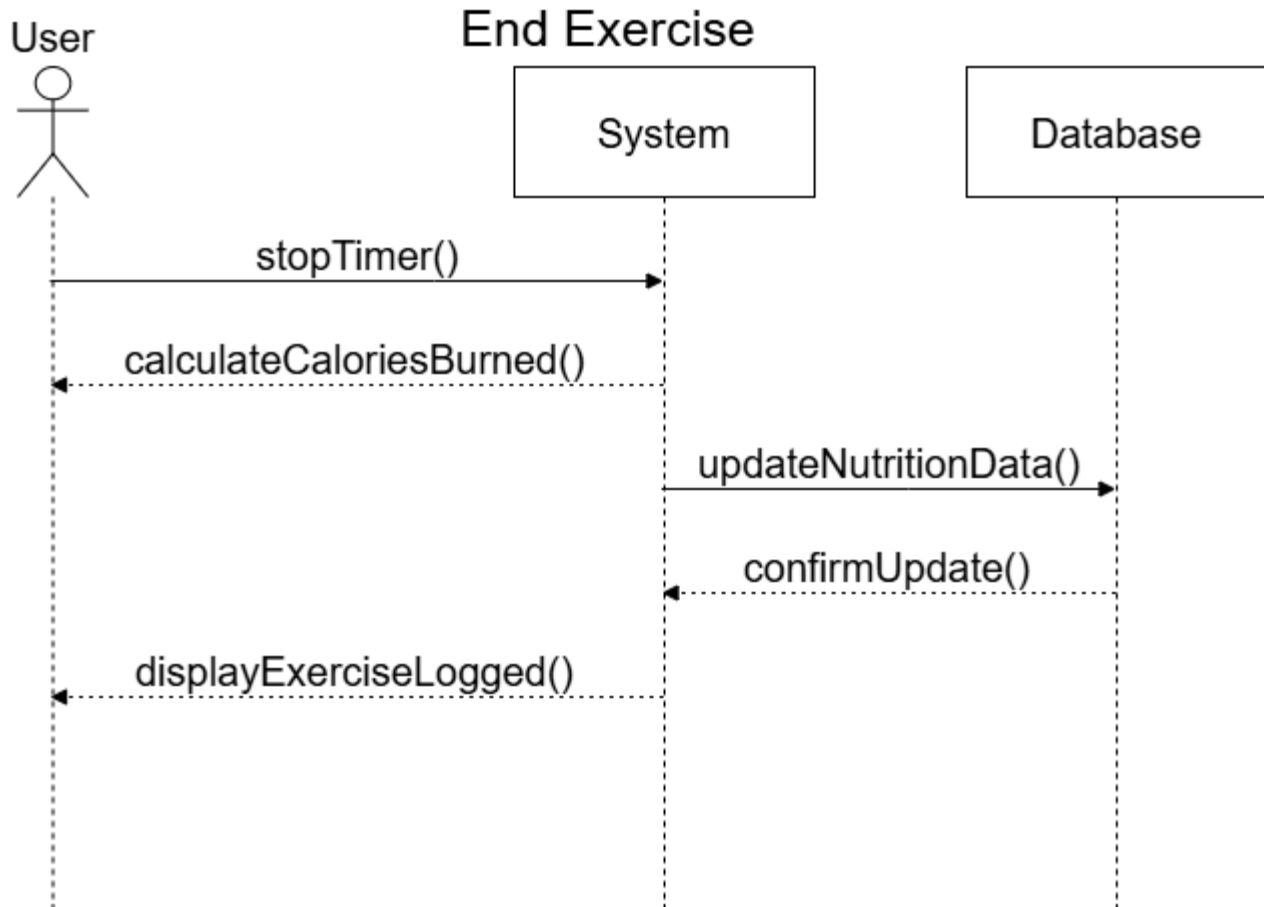 End Exercise
User
System
Database
stopTimer()
calculateCaloriesBurned()
updateNutritionData()
confirmUpdate()
displayExerciseLogged()